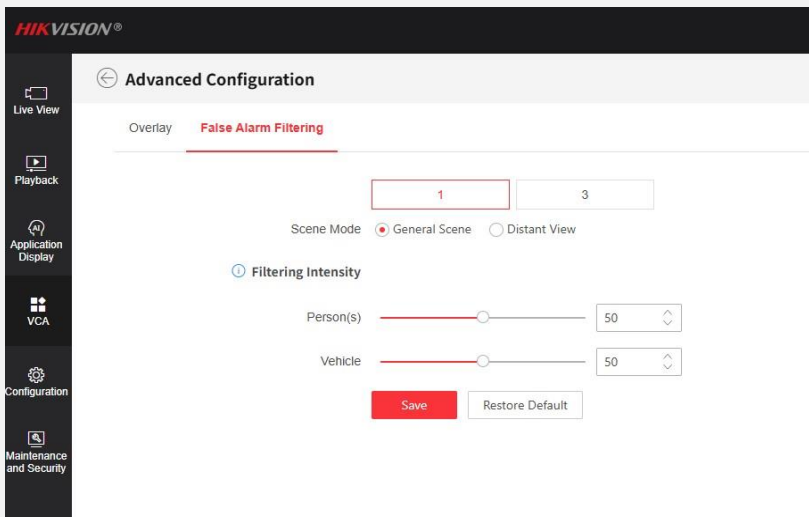 HIKVISION®
Live View
Playback
AI
Application
Display
VCA
Configuration
Maintenance
and Security
Advanced Configuration
Overlay False Alarm Filtering
1 3
Scene Mode General Scene Distant View
Filtering Intensity
Person(s) 50
Vehicle 50
Save Restore Default